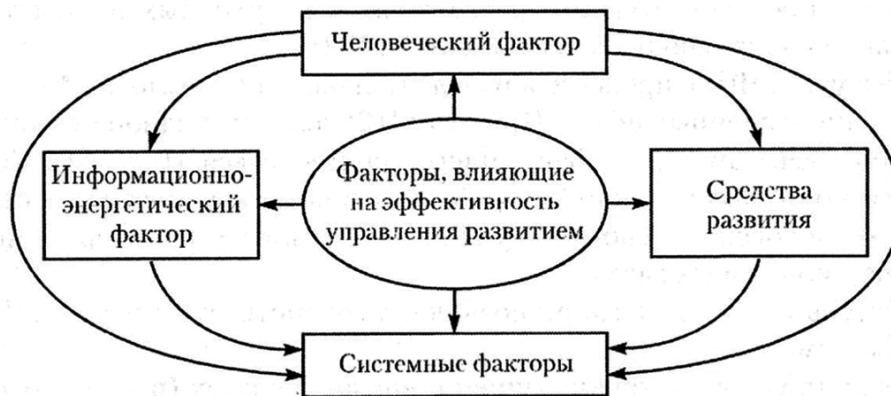 Человеческий фактор
Информационно-
энергетический
фактор
Факторы, влияющие
на эффективность
управления развитием
Средства
развития
Системные факторы